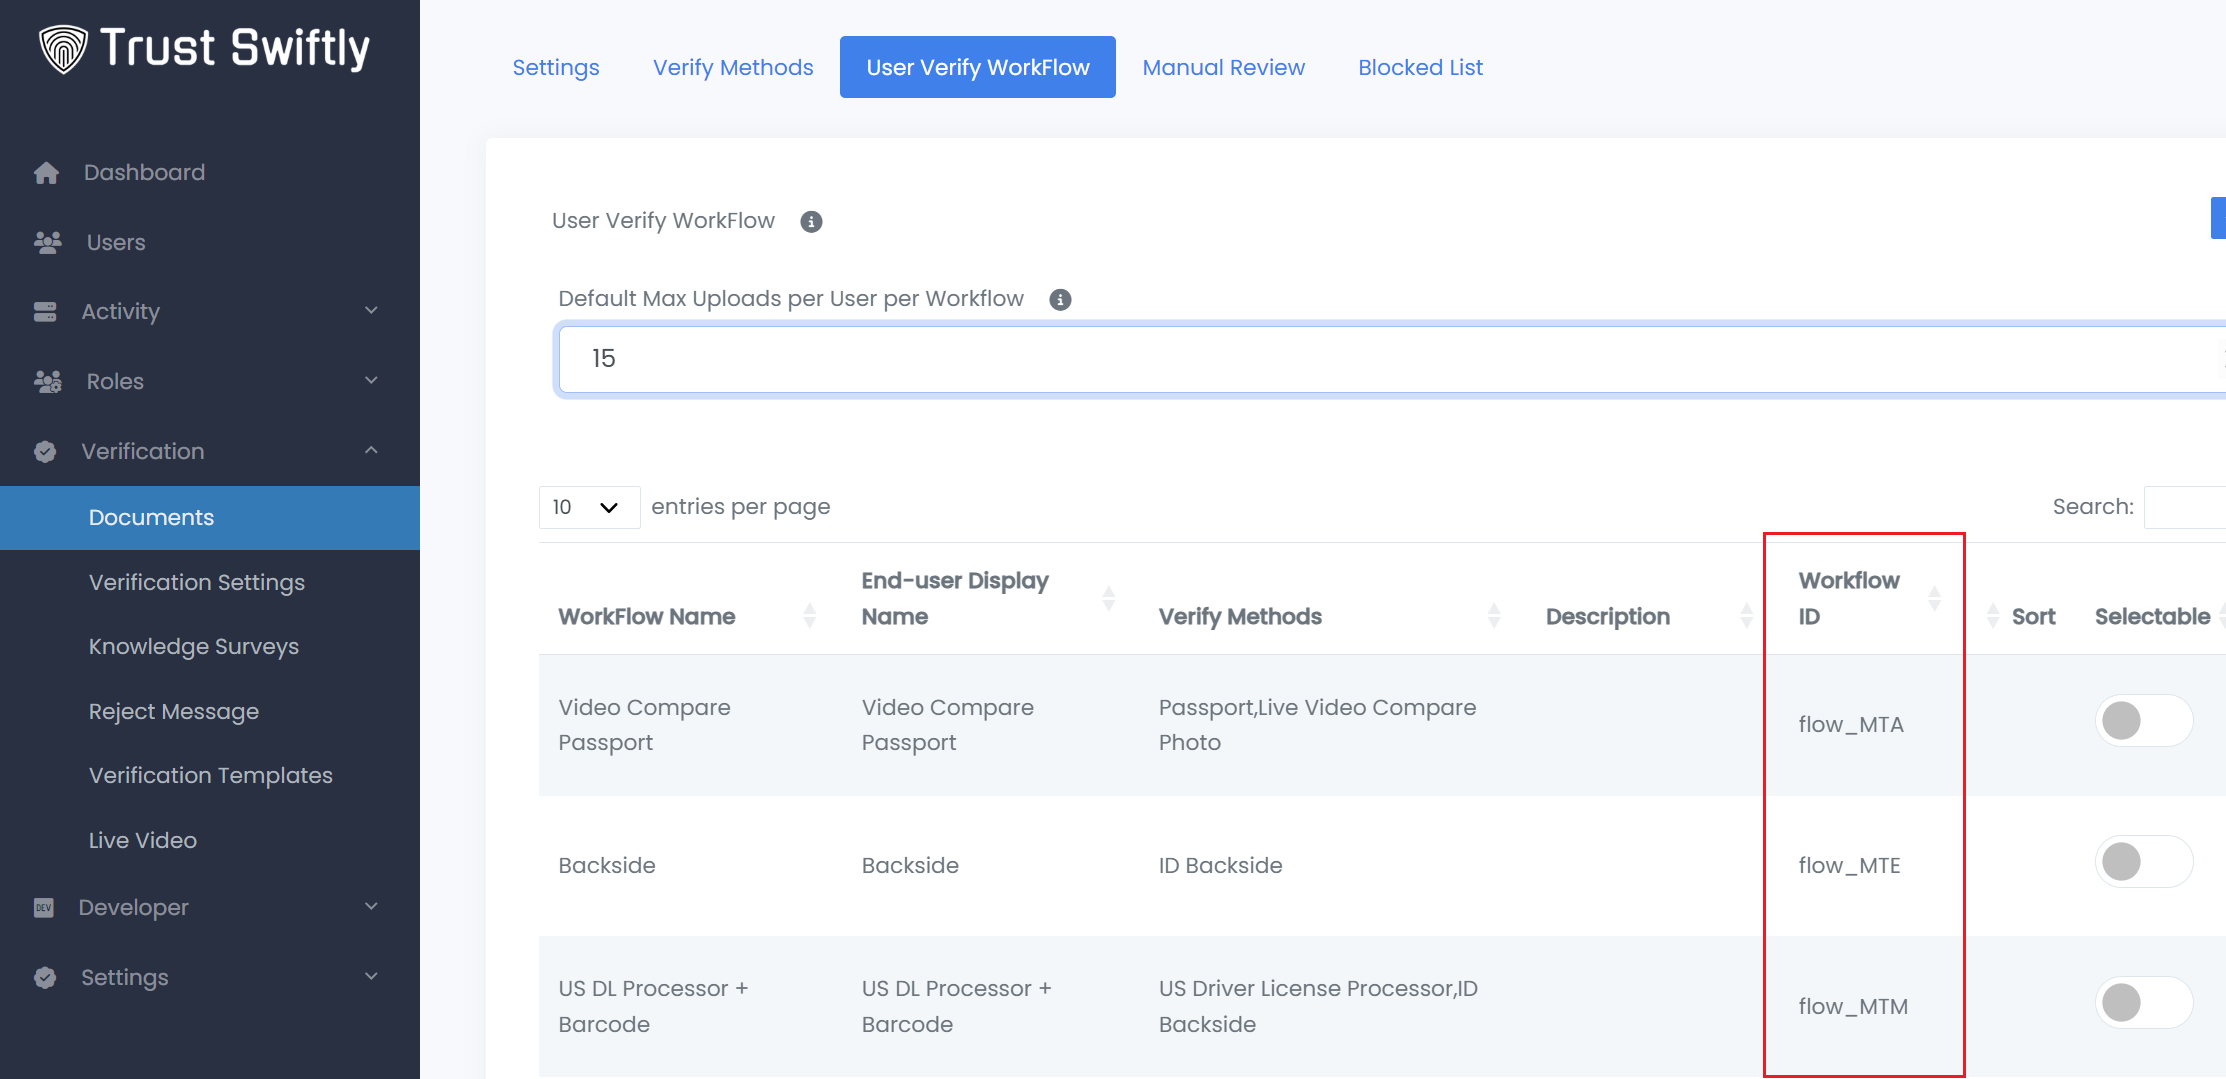 Trust Swiftly
Dashboard
Users
Activity
Roles
Verification
Documents
Verification Settings
Knowledge Surveys
Reject Message
Verification Templates
Live Video
DEV Developer
Settings
Settings Verify Methods User Verify WorkFlow Manual Review Blocked List
User Verify WorkFlow
Default Max Uploads per User per Workflow
15
10 entries per page Search:
WorkFlow Name End-user Display Name Verify Methods Description Workflow ID Sort Selectable
Video Compare Video Compare Passport,Live Video Compare flow_MTA
Passport Passport Photo
Backside Backside ID Backside flow_MTE
US DL Processor + US DL Processor + US Driver License Processor,ID flow_MTM
Barcode Barcode Backside